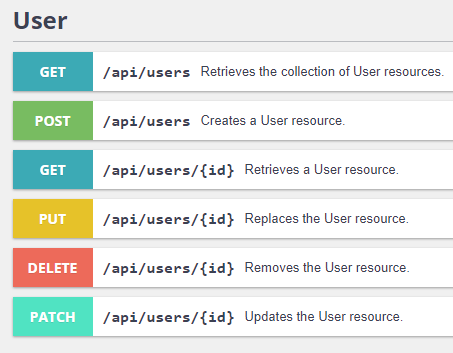 User
GET /api/users Retrieves the collection of User resources.
POST /api/users Creates a User resource.
GET /api/users/{id} Retrieves a User resource.
PUT /api/users/{id} Replaces the User resource.
DELETE /api/users/{id} Removes the User resource.
PATCH /api/users/{id} Updates the User resource.